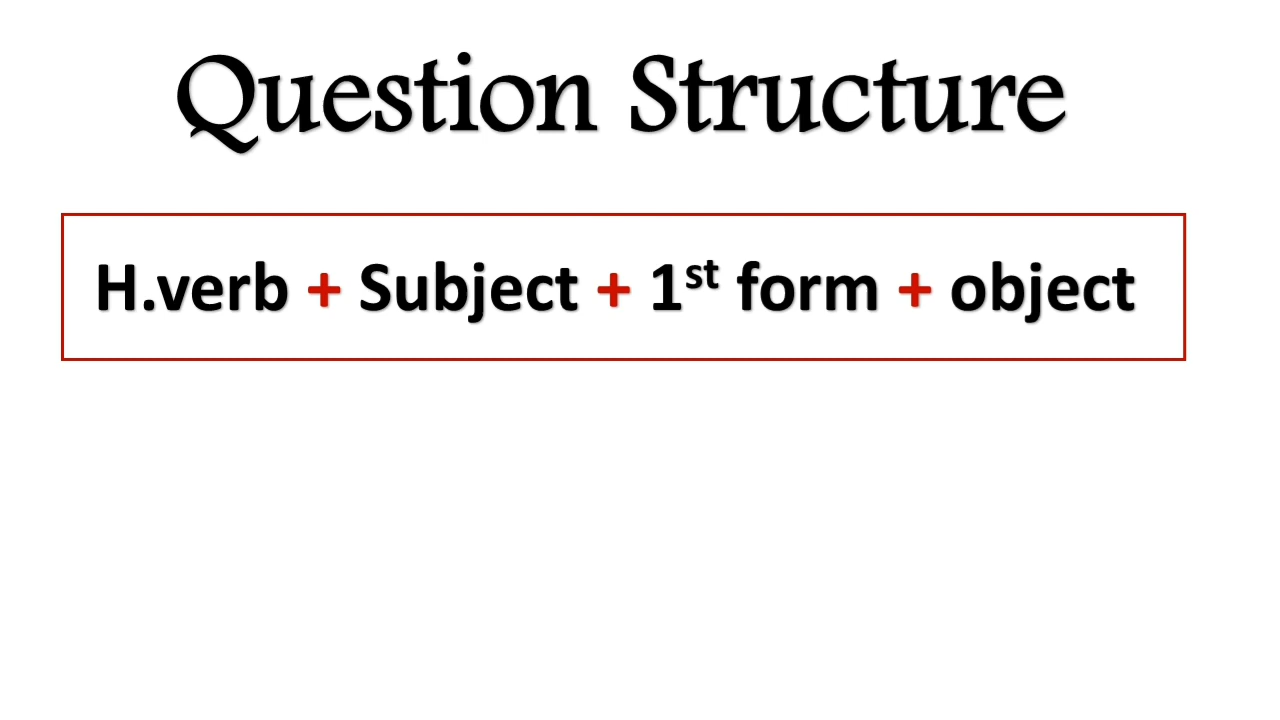 Question Structure
H.verb + Subject + 1st form + object